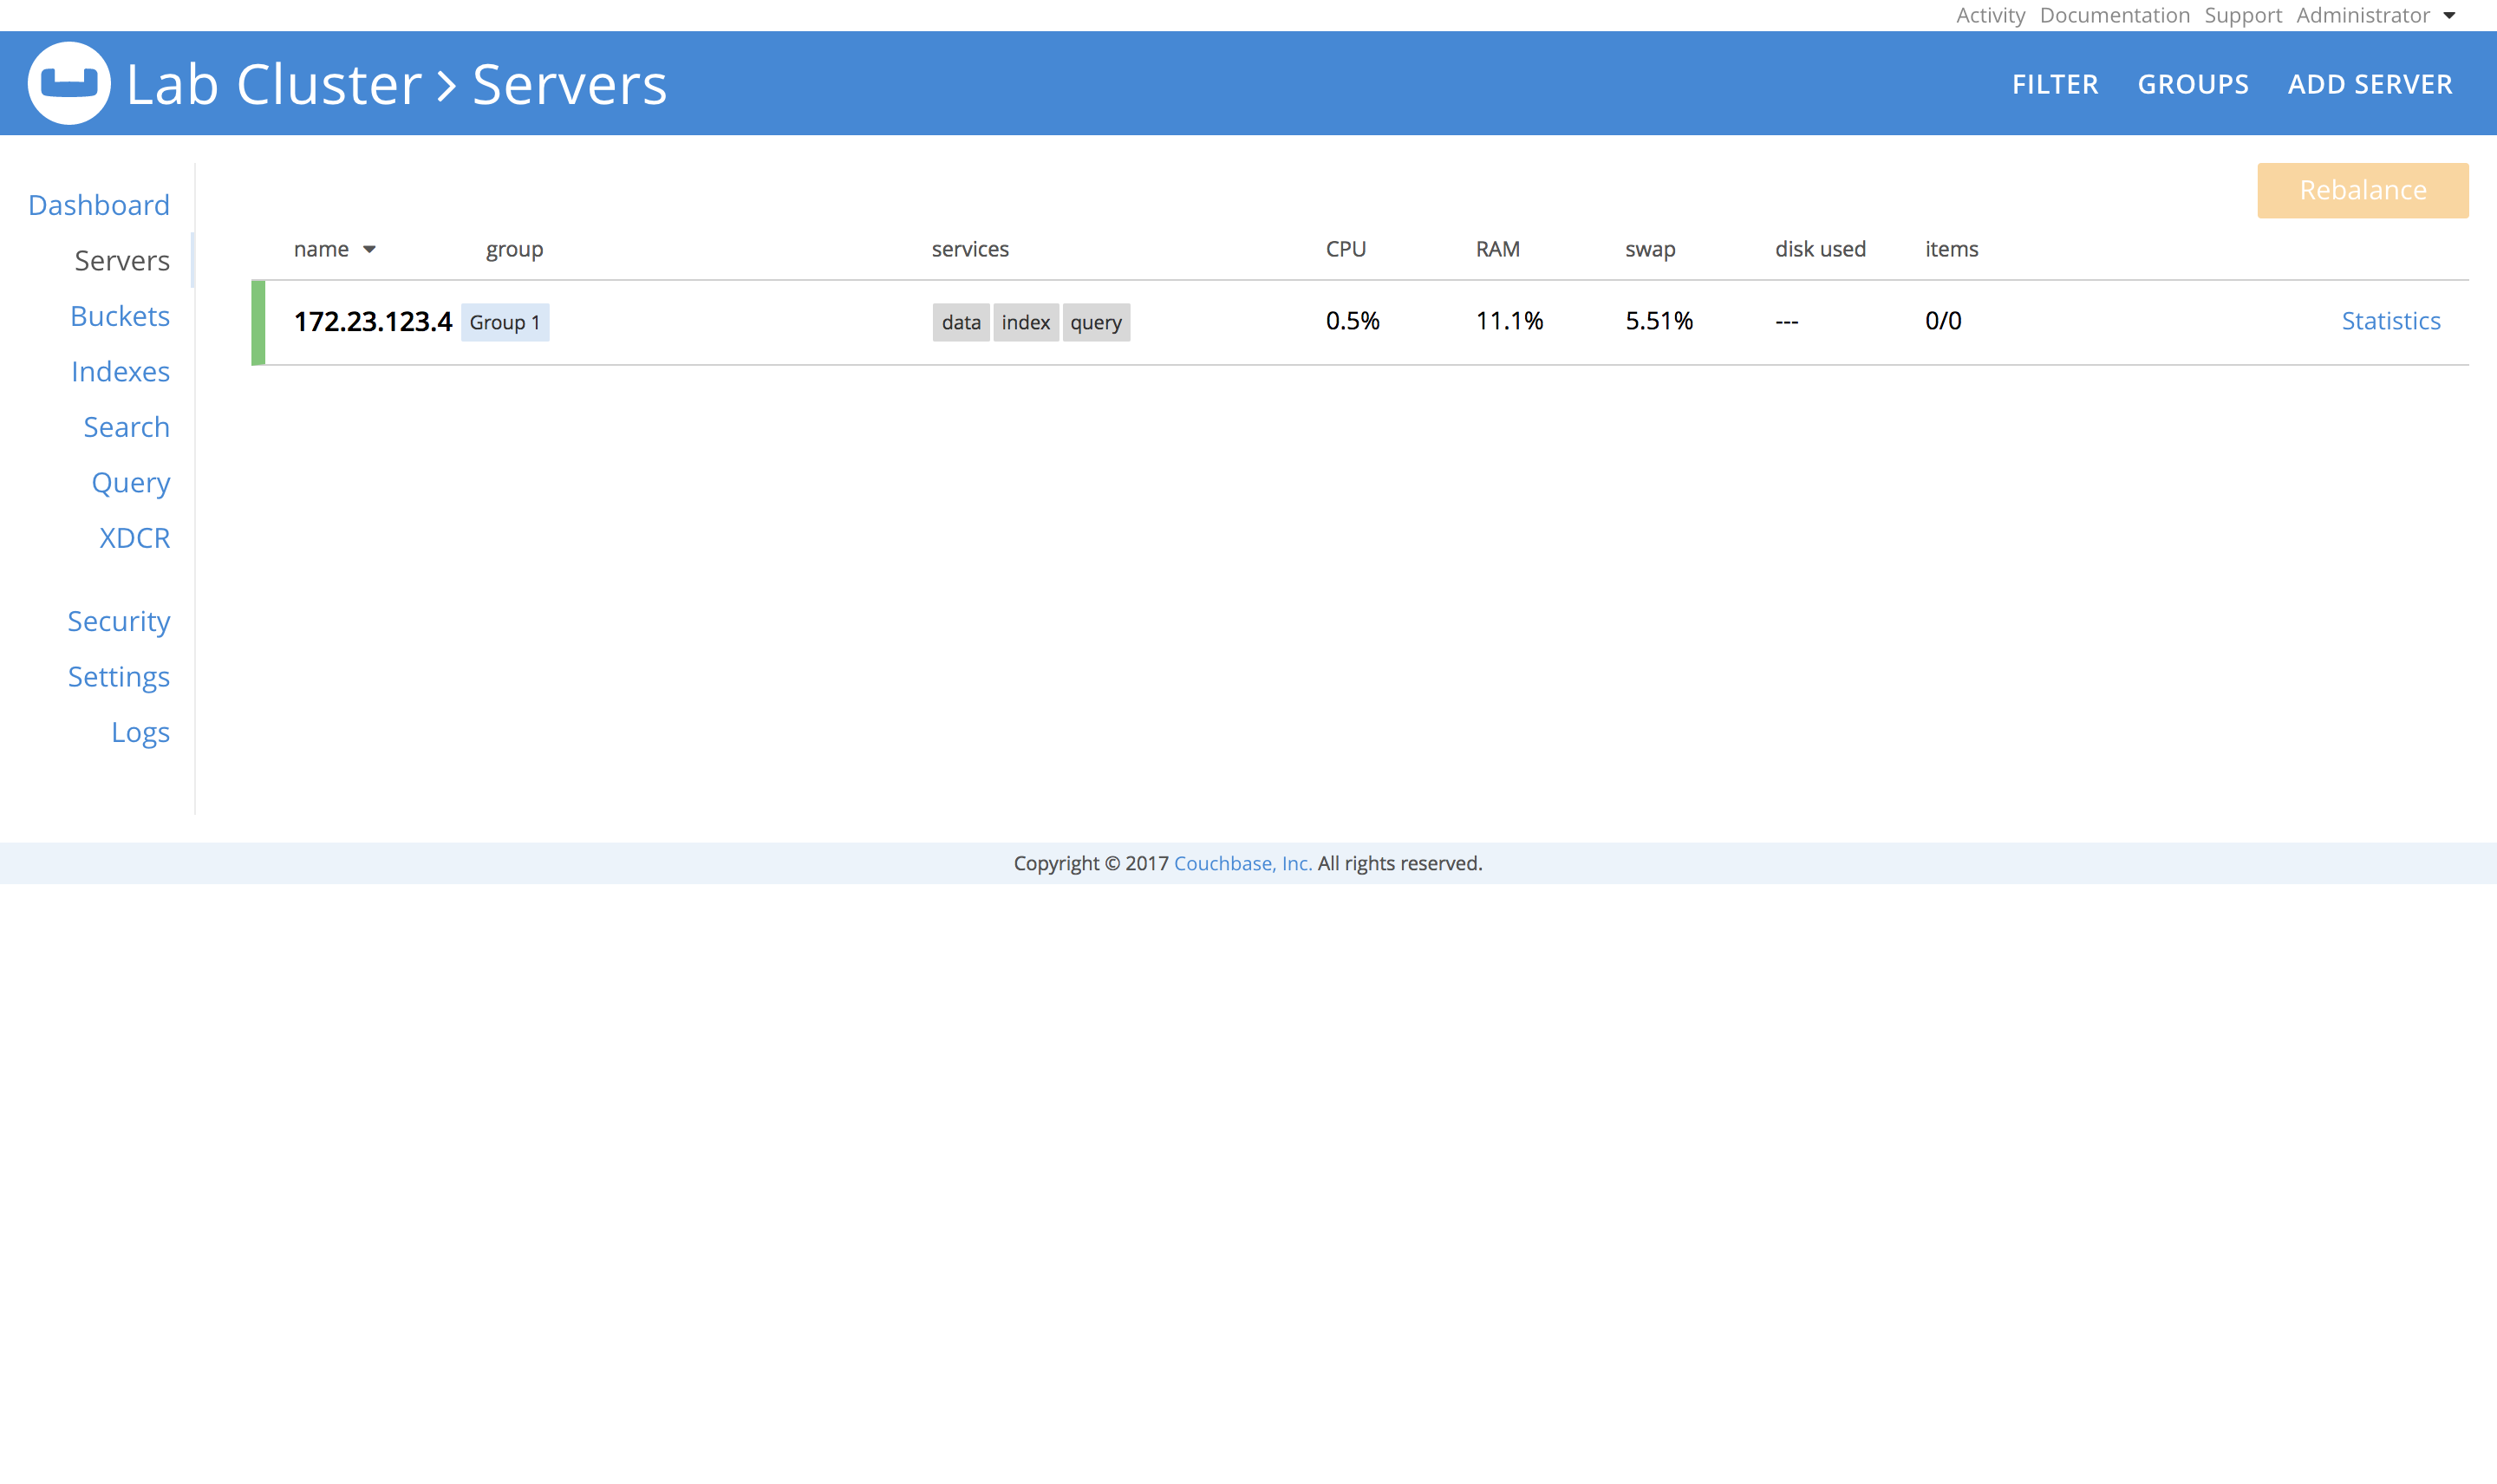 Activity Documentation Support Administrator
Lab Cluster > Servers
FILTER GROUPS ADD SERVER
Dashboard
Servers
Buckets
Indexes
Search
Query
XDCR
Security
Settings
Logs
Rebalance
name group services CPU RAM swap disk used items
172.23.123.4 Group 1 data index query 0.5% 11.1% 5.51% --- 0/0 Statistics
Copyright © 2017 Couchbase, Inc. All rights reserved.